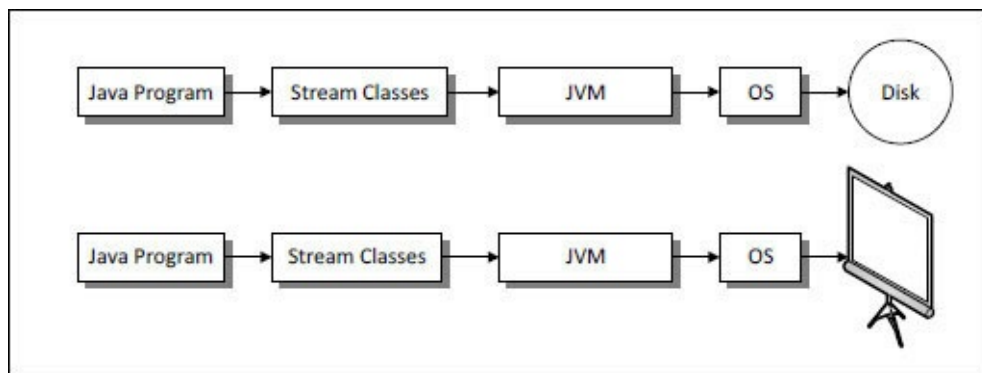 Java Program Stream Classes JVM OS Disk
Java Program Stream Classes JVM OS